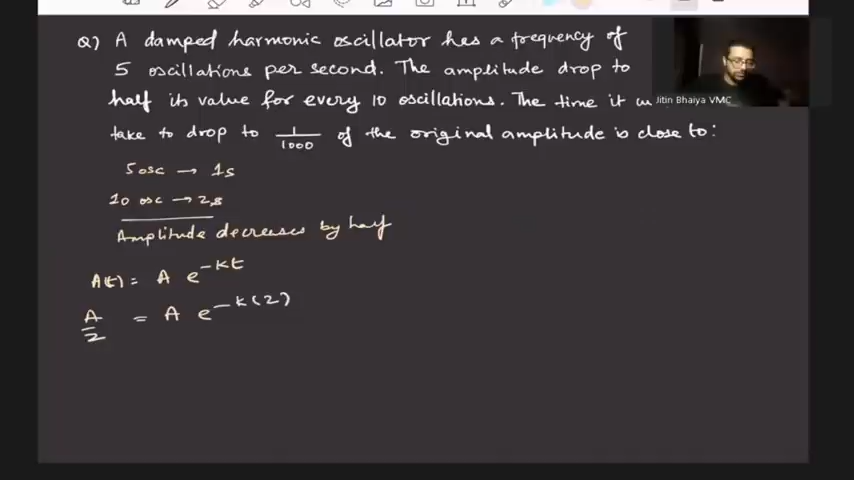 Q) A damped harmonic oscillator has a frequency of
5 oscillations per second. The amplitude drop to
half its value for every 10 oscillations. The time it
Jitin Bhaiya VMC
take to drop to 1/1000 of the original amplitude is close to:
5 osc → 1s
10 osc → 2s
Amplitude decreases by half
A(t) = A e^-kt
A/2 = A e^-k(2)